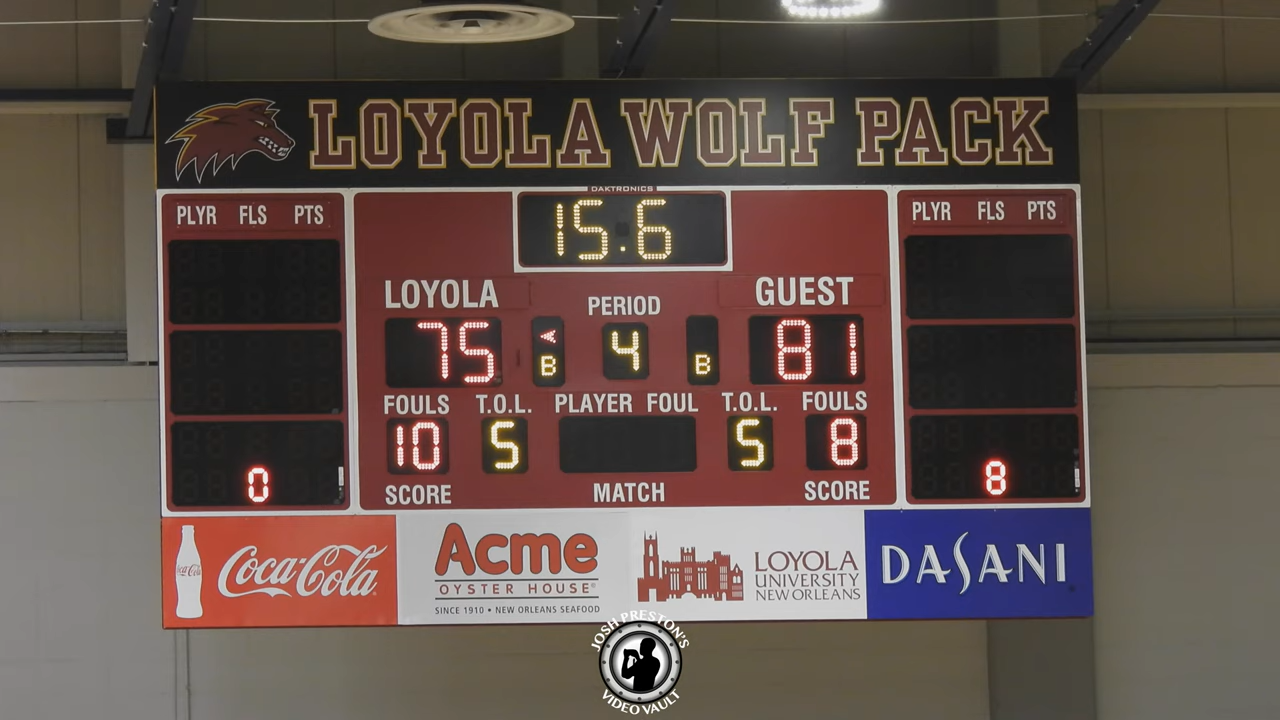 LOYOLA WOLF PACK
DAKTRONICS
PLYR FLS PTS
15.6
PLYR FLS PTS
LOYOLA
PERIOD
GUEST
75
A
B
4
B
81
FOULS T.O.L. PLAYER FOUL T.O.L. FOULS
10 5 5 8
0
8
SCORE MATCH SCORE
Coca-Cola
Coca-Cola
Acme
OYSTER HOUSE
SINCE 1910 • NEW ORLEANS SEAFOOD
LOYOLA
UNIVERSITY
NEW ORLEANS
DASANI
JOSH PRESTON'S
VIDEO VAULT